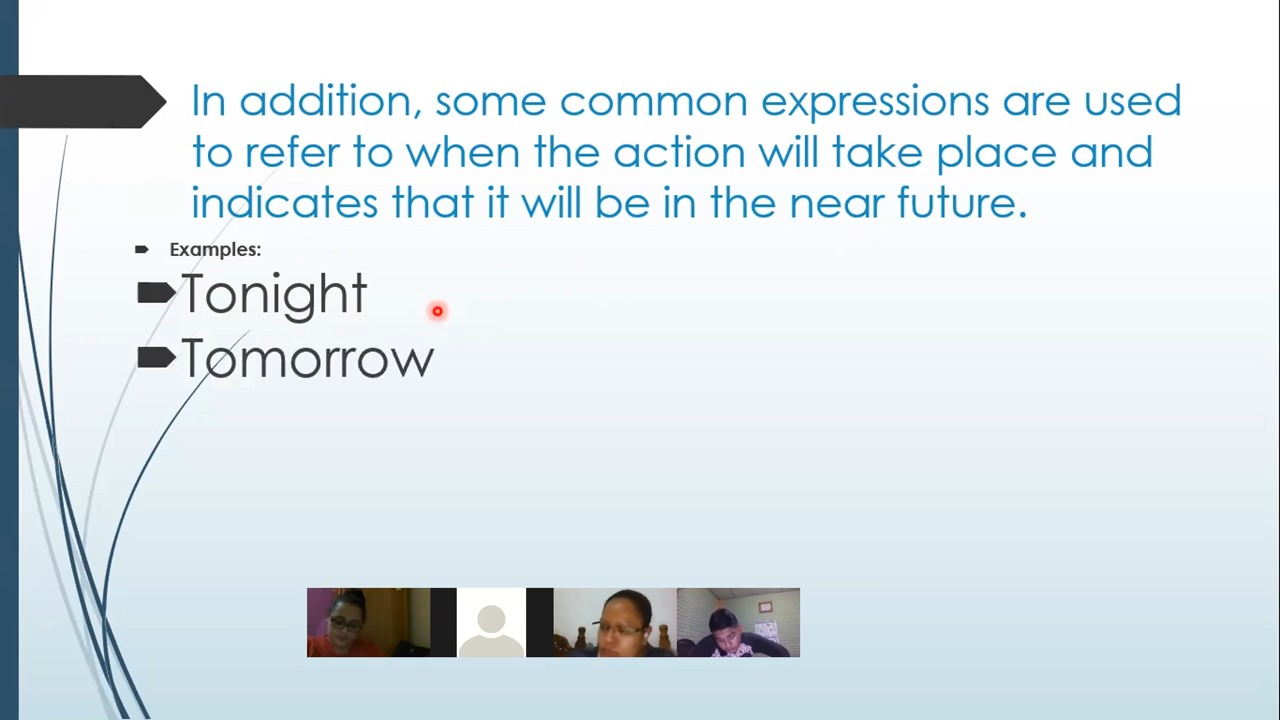 In addition, some common expressions are used
to refer to when the action will take place and
indicates that it will be in the near future.
Examples:
Tonight
Tomorrow